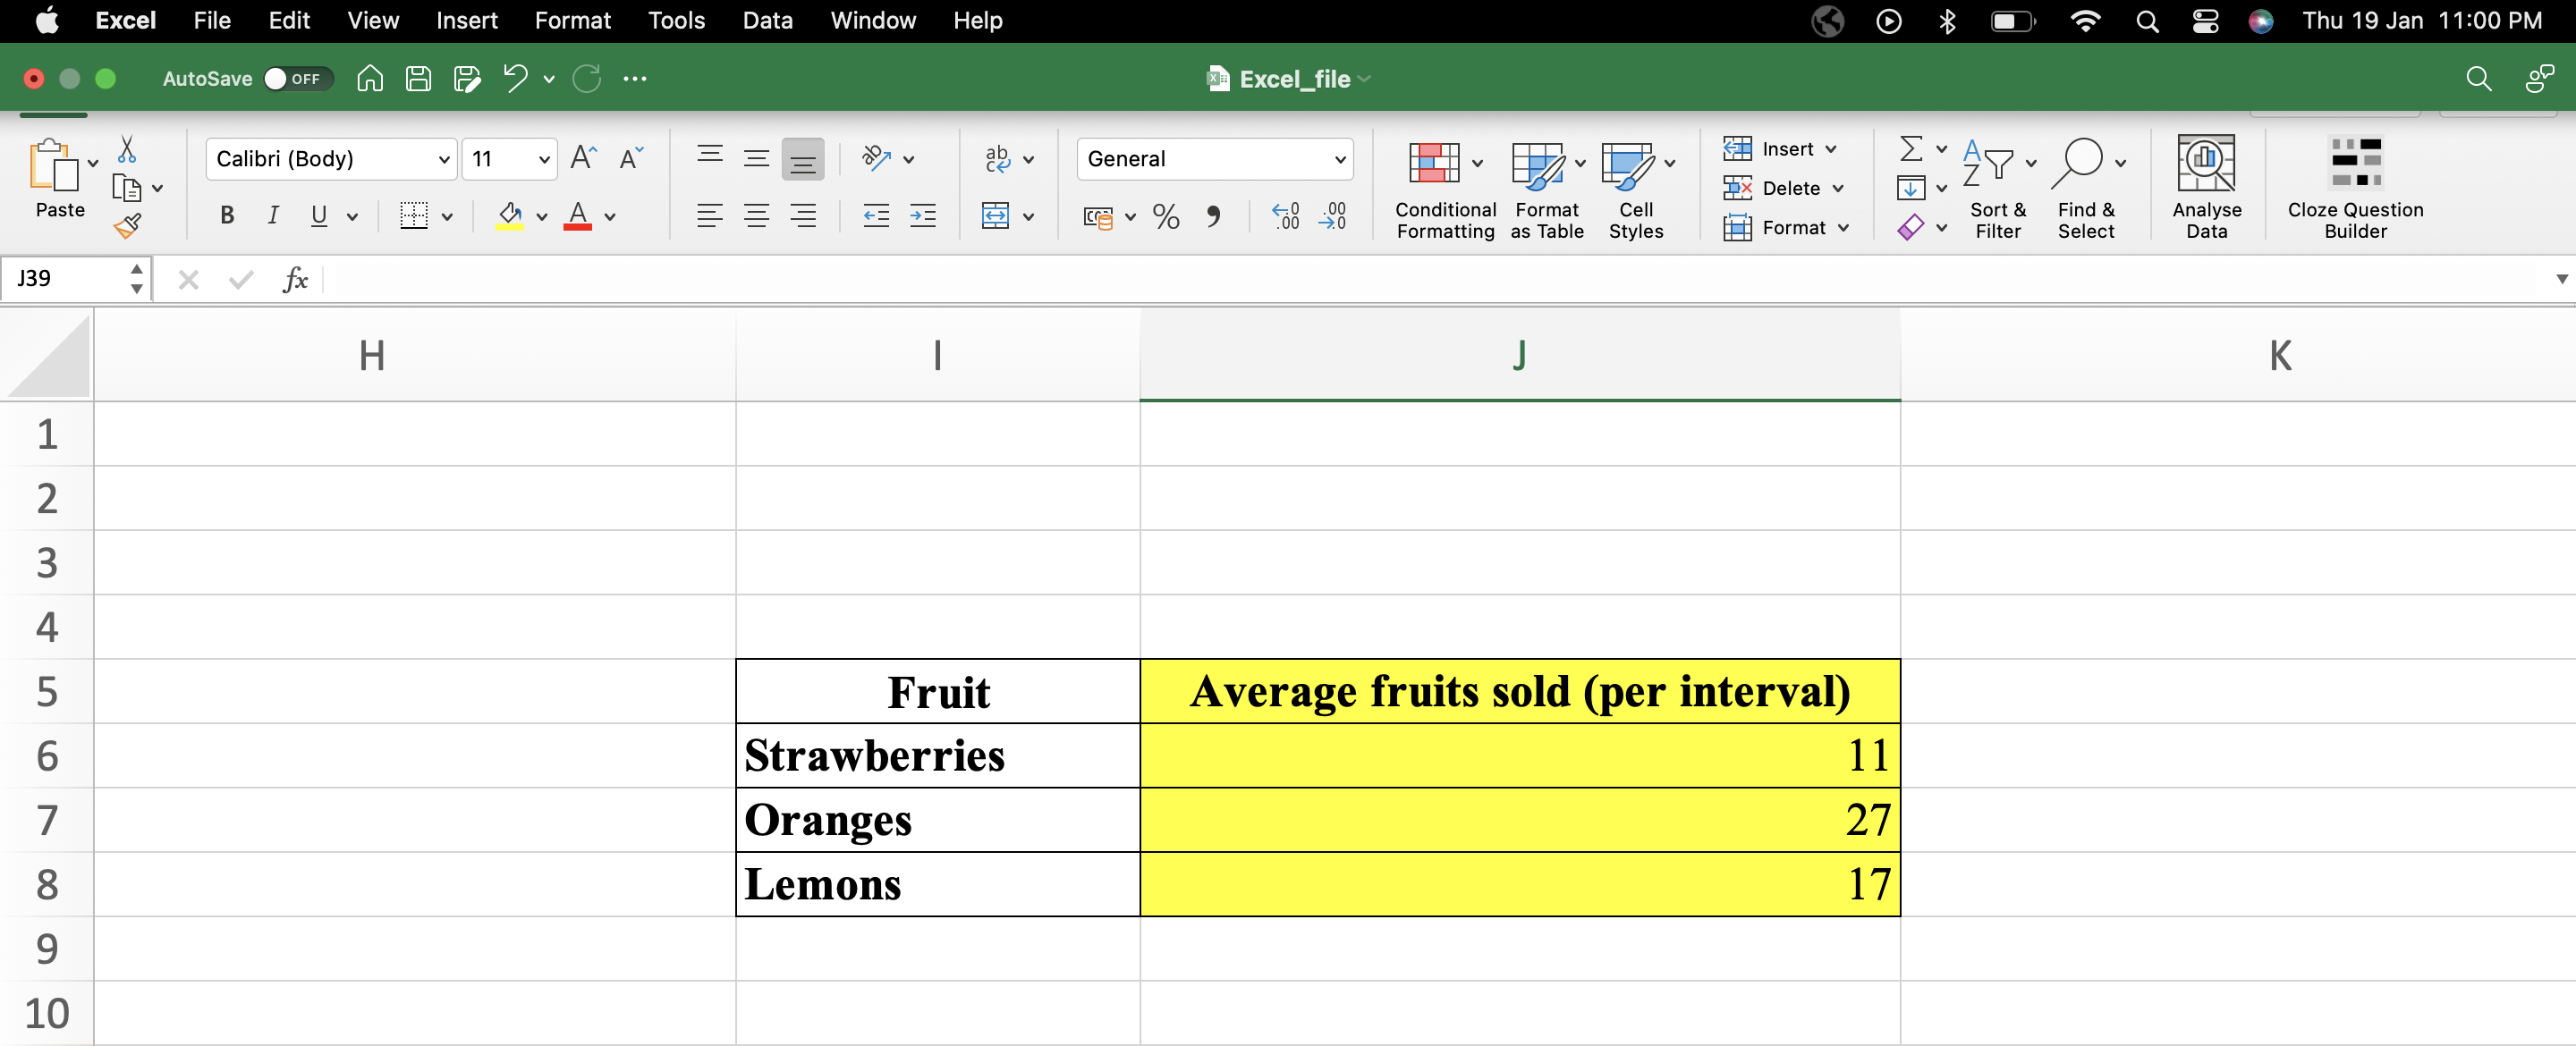 Excel File Edit View Insert Format Tools Data Window Help Thu 19 Jan 11:00 PM
AutoSave OFF Excel_file
Paste Calibri (Body) 11 General Conditional Formatting Format as Table Cell Styles Insert Delete Format Sort & Filter Find & Select Analyse Data Cloze Question Builder
J39 fx
H I J K
1
2
3
4
5 Fruit Average fruits sold (per interval)
6 Strawberries 11
7 Oranges 27
8 Lemons 17
9
10